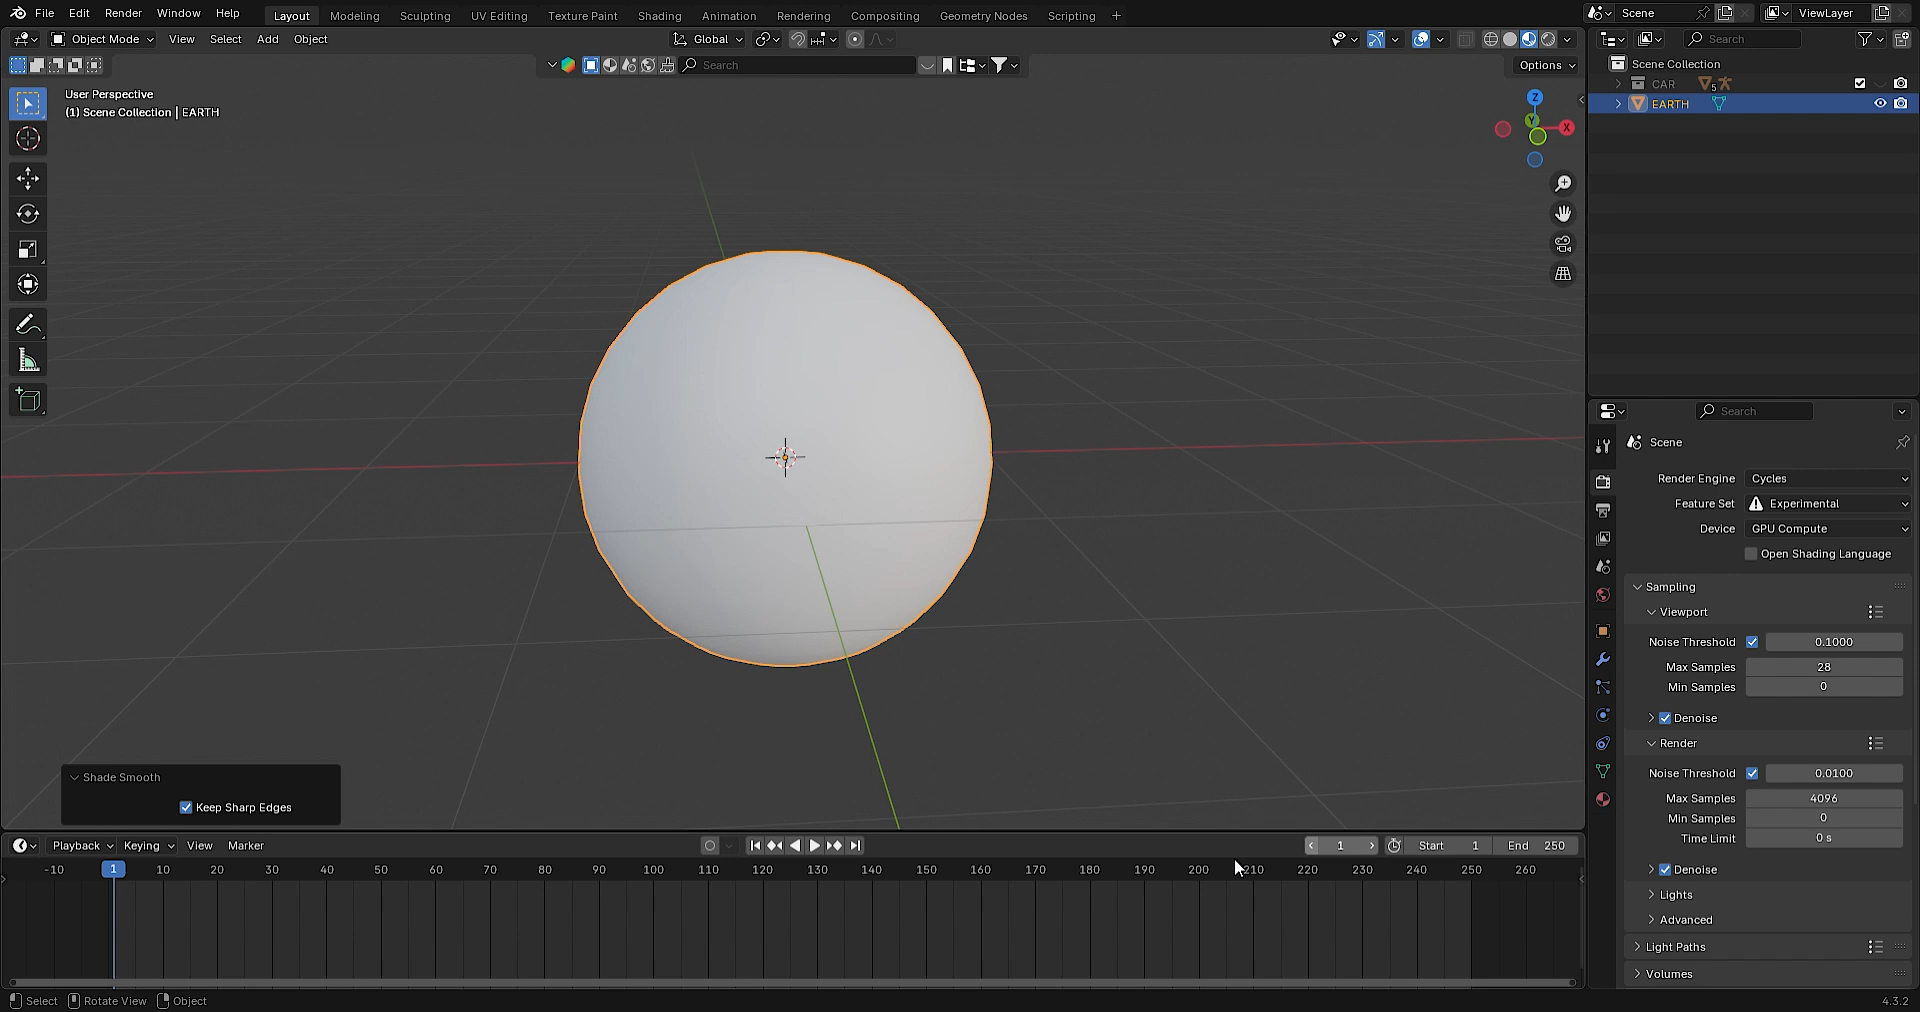 File Edit Render Window Help
Layout Modeling Sculpting UV Editing Texture Paint Shading Animation Rendering Compositing Geometry Nodes Scripting +
Scene
ViewLayer
Object Mode View Select Add Object
Global
Search
Search
Options
User Perspective
(1) Scene Collection | EARTH
Z
Y
X
Scene Collection
CAR
5
EARTH
Search
Scene
Render Engine Cycles
Feature Set Experimental
Device GPU Compute
Open Shading Language
Sampling
Viewport
Noise Threshold 0.1000
Max Samples 28
Min Samples 0
Denoise
Render
Noise Threshold 0.0100
Max Samples 4096
Min Samples 0
Time Limit 0 s
Denoise
Lights
Advanced
Light Paths
Volumes
Shade Smooth
Keep Sharp Edges
Playback Keying View Marker
1
Start 1
End 250
-10 1 10 20 30 40 50 60 70 80 90 100 110 120 130 140 150 160 170 180 190 200 210 220 230 240 250 260
Select Rotate View Object
4.3.2